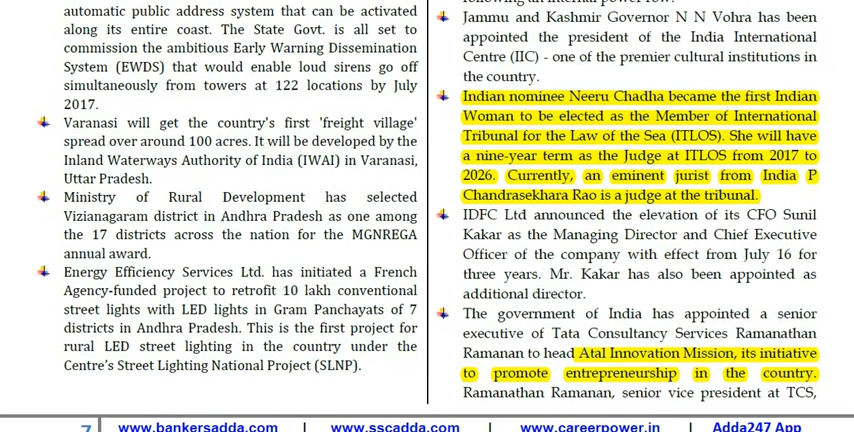 automatic public address system that can be activated
along its entire coast. The State Govt. is all set to
commission the ambitious Early Warning Dissemination
System (EWDS) that would enable loud sirens go off
simultaneously from towers at 122 locations by July
2017.
Varanasi will get the country's first 'freight village'
spread over around 100 acres. It will be developed by the
Inland Waterways Authority of India (IWAI) in Varanasi,
Uttar Pradesh.
Ministry of Rural Development has selected
Vizianagaram district in Andhra Pradesh as one among
the 17 districts across the nation for the MGNREGA
annual award.
Energy Efficiency Services Ltd. has initiated a French
Agency-funded project to retrofit 10 lakh conventional
street lights with LED lights in Gram Panchayats of 7
districts in Andhra Pradesh. This is the first project for
rural LED street lighting in the country under the
Centre's Street Lighting National Project (SLNP).
following an internal power row.
Jammu and Kashmir Governor N N Vohra has been
appointed the president of the India International
Centre (IIC) - one of the premier cultural institutions in
the country.
Indian nominee Neeru Chadha became the first Indian
Woman to be elected as the Member of International
Tribunal for the Law of the Sea (ITLOS). She will have
a nine-year term as the Judge at ITLOS from 2017 to
2026. Currently, an eminent jurist from India P
Chandrasekhara Rao is a judge at the tribunal.
IDFC Ltd announced the elevation of its CFO Sunil
Kakar as the Managing Director and Chief Executive
Officer of the company with effect from July 16 for
three years. Mr. Kakar has also been appointed as
additional director.
The government of India has appointed a senior
executive of Tata Consultancy Services Ramanathan
Ramanan to head Atal Innovation Mission, its initiative
to promote entrepreneurship in the country.
Ramanathan Ramanan, senior vice president at TCS,
7 www.bankersadda.com | www.sscadda.com | www.careerpower.in | Adda247 App